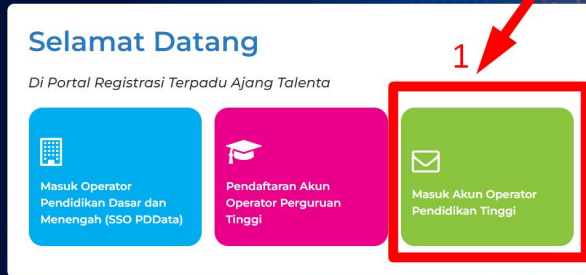 Selamat Datang
1
Di Portal Registrasi Terpadu Ajang Talenta
Masuk Operator
Pendidikan Dasar dan
Menengah (SSO PDData)
Pendaftaran Akun
Operator Perguruan
Tinggi
Masuk Akun Operator
Pendidikan Tinggi